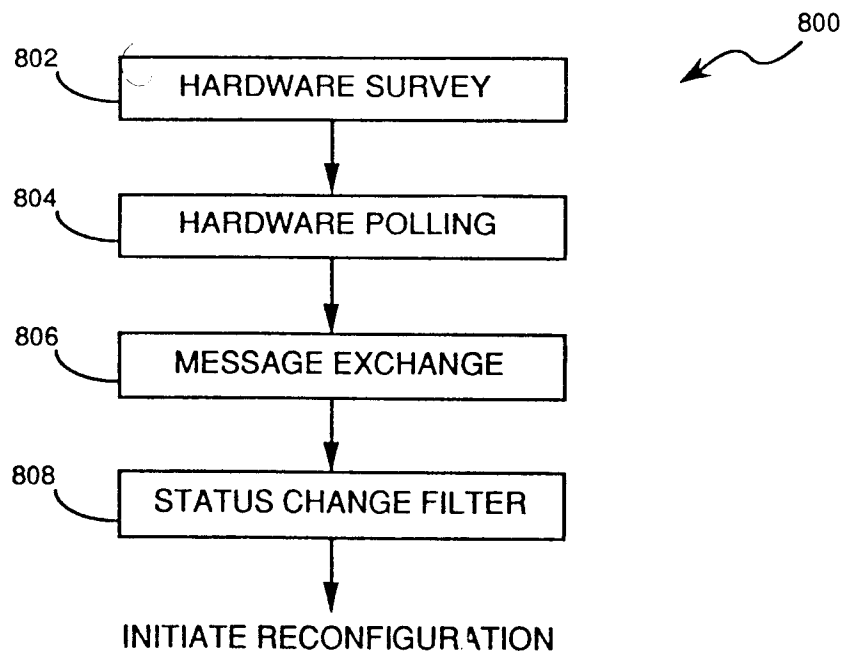 800
802
HARDWARE SURVEY
804
HARDWARE POLLING
806
MESSAGE EXCHANGE
808
STATUS CHANGE FILTER
INITIATE RECONFIGURATION